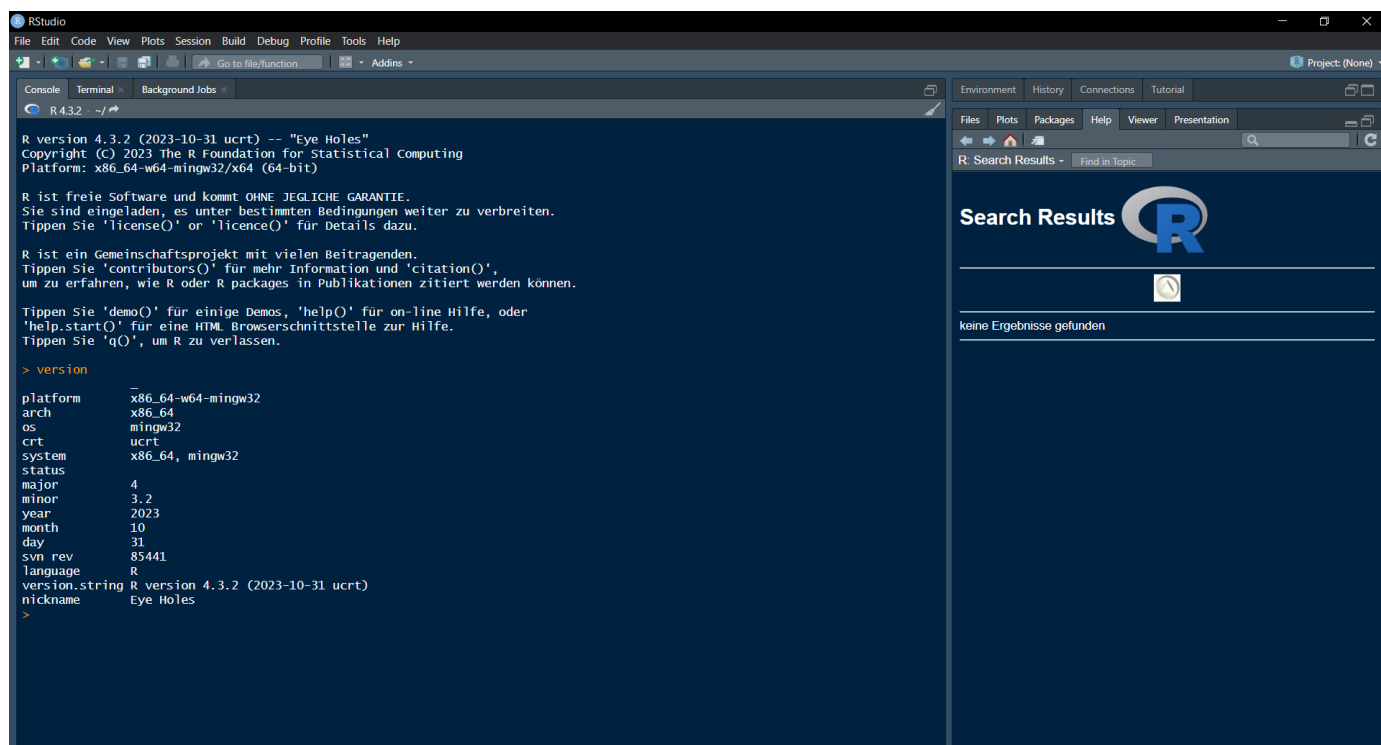 RStudio
File Edit Code View Plots Session Build Debug Profile Tools Help
Go to file/function Addins Project: (None)
Console Terminal Background Jobs
R 4.3.2 · ~/
R version 4.3.2 (2023-10-31 ucrt) -- "Eye Holes"
Copyright (C) 2023 The R Foundation for Statistical Computing
Platform: x86_64-w64-mingw32/x64 (64-bit)
R ist freie Software und kommt OHNE JEGLICHE GARANTIE.
Sie sind eingeladen, es unter bestimmten Bedingungen weiter zu verbreiten.
Tippen Sie 'license()' or 'licence()' für Details dazu.
R ist ein Gemeinschaftsprojekt mit vielen Beitragenden.
Tippen Sie 'contributors()' für mehr Information und 'citation()',
um zu erfahren, wie R oder R packages in Publikationen zitiert werden können.
Tippen Sie 'demo()' für einige Demos, 'help()' für on-line Hilfe, oder
'help.start()' für eine HTML Browserschnittstelle zur Hilfe.
Tippen Sie 'q()', um R zu verlassen.
> version
_
platform x86_64-w64-mingw32
arch x86_64
os mingw32
crt ucrt
system x86_64, mingw32
status
major 4
minor 3.2
year 2023
month 10
day 31
svn rev 85441
language R
version.string R version 4.3.2 (2023-10-31 ucrt)
nickname Eye Holes
>
Environment History Connections Tutorial
Files Plots Packages Help Viewer Presentation
R: Search Results Find in Topic
Search Results R
keine Ergebnisse gefunden